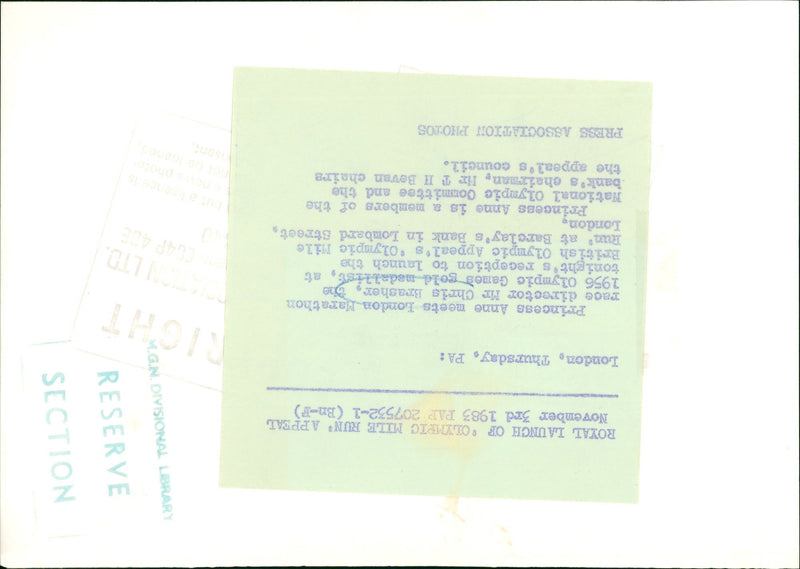 ROYAL LAUNCH OF 'OLYMPIC MILE RUN' APPEAL
November 3rd 1983 PAP 207532-1 (Bn-F)
London, Thursday, PA:
Princess Anne meets London Marathon
race director Mr Chris Brasher, the
1956 Olympic Games gold medallist, at
tonight's reception to launch the
British Olympic Appeal's 'Olympic Mile
Run' at Barclay's Bank in Lombard Street,
London.
Princess Anne is a members of the
National Olympic Committee and the
bank's chairman, Mr T H Bevan chairs
the appeal's council.
PRESS ASSOCIATION PHOTOS
RIGHT
LTD.
EC4P 4BE
M.G.N. DIVISIONAL LIBRARY
RESERVE
SECTION